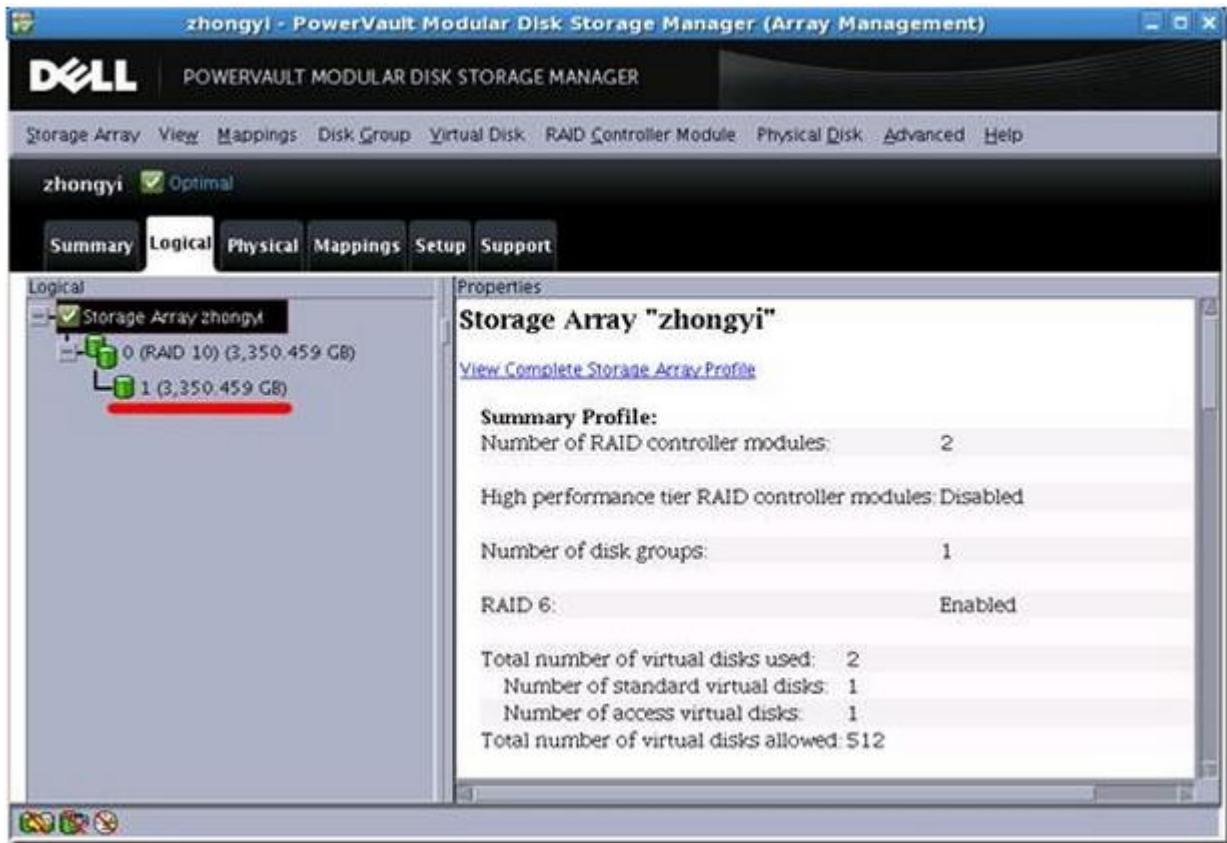 zhongyi - PowerVault Modular Disk Storage Manager (Array Management)
DELL POWERVAULT MODULAR DISK STORAGE MANAGER
Storage Array View Mappings Disk Group Virtual Disk RAID Controller Module Physical Disk Advanced Help
zhongyi Optimal
Summary Logical Physical Mappings Setup Support
Logical
Storage Array zhongyi
0 (RAID 10) (3,350.459 GB)
1 (3,350.459 GB)
Properties
Storage Array "zhongyi"
View Complete Storage Array Profile
Summary Profile:
Number of RAID controller modules: 2
High performance tier RAID controller modules: Disabled
Number of disk groups: 1
RAID 6: Enabled
Total number of virtual disks used: 2
Number of standard virtual disks: 1
Number of access virtual disks: 1
Total number of virtual disks allowed: 512